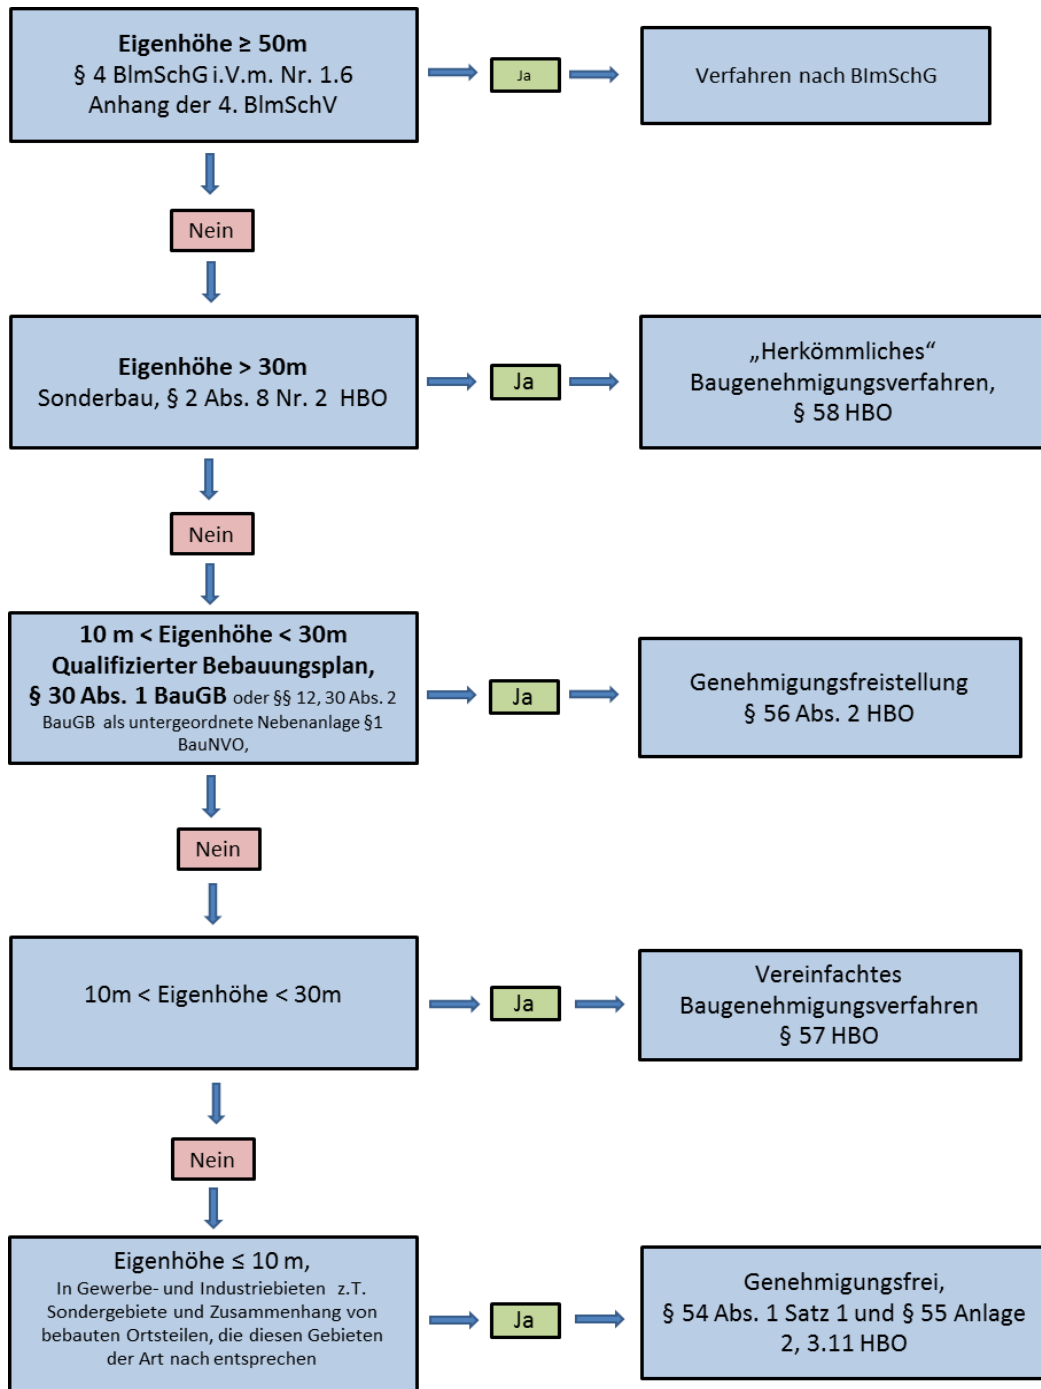 Eigenhöhe ≥ 50m
§ 4 BImSchG i.V.m. Nr. 1.6
Anhang der 4. BImSchV
Ja
Verfahren nach BImSchG
Nein
Eigenhöhe > 30m
Sonderbau, § 2 Abs. 8 Nr. 2 HBO
Ja
„Herkömmliches“
Baugenehmigungsverfahren,
§ 58 HBO
Nein
10 m < Eigenhöhe < 30m
Qualifizierter Bebauungsplan,
§ 30 Abs. 1 BauGB oder §§ 12, 30 Abs. 2
BauGB als untergeordnete Nebenanlage §1
BauNVO,
Ja
Genehmigungsfreistellung
§ 56 Abs. 2 HBO
Nein
10m < Eigenhöhe < 30m
Ja
Vereinfachtes
Baugenehmigungsverfahren
§ 57 HBO
Nein
Eigenhöhe ≤ 10 m,
In Gewerbe- und Industriebieten z.T.
Sondergebiete und Zusammenhang von
bebauten Ortsteilen, die diesen Gebieten
der Art nach entsprechen
Ja
Genehmigungsfrei,
§ 54 Abs. 1 Satz 1 und § 55 Anlage
2, 3.11 HBO